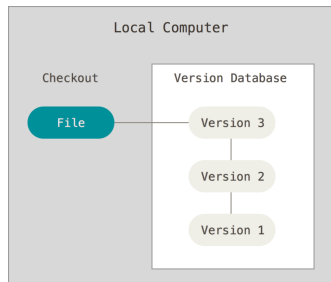 Local Computer
Checkout
Version Database
File
Version 3
Version 2
Version 1